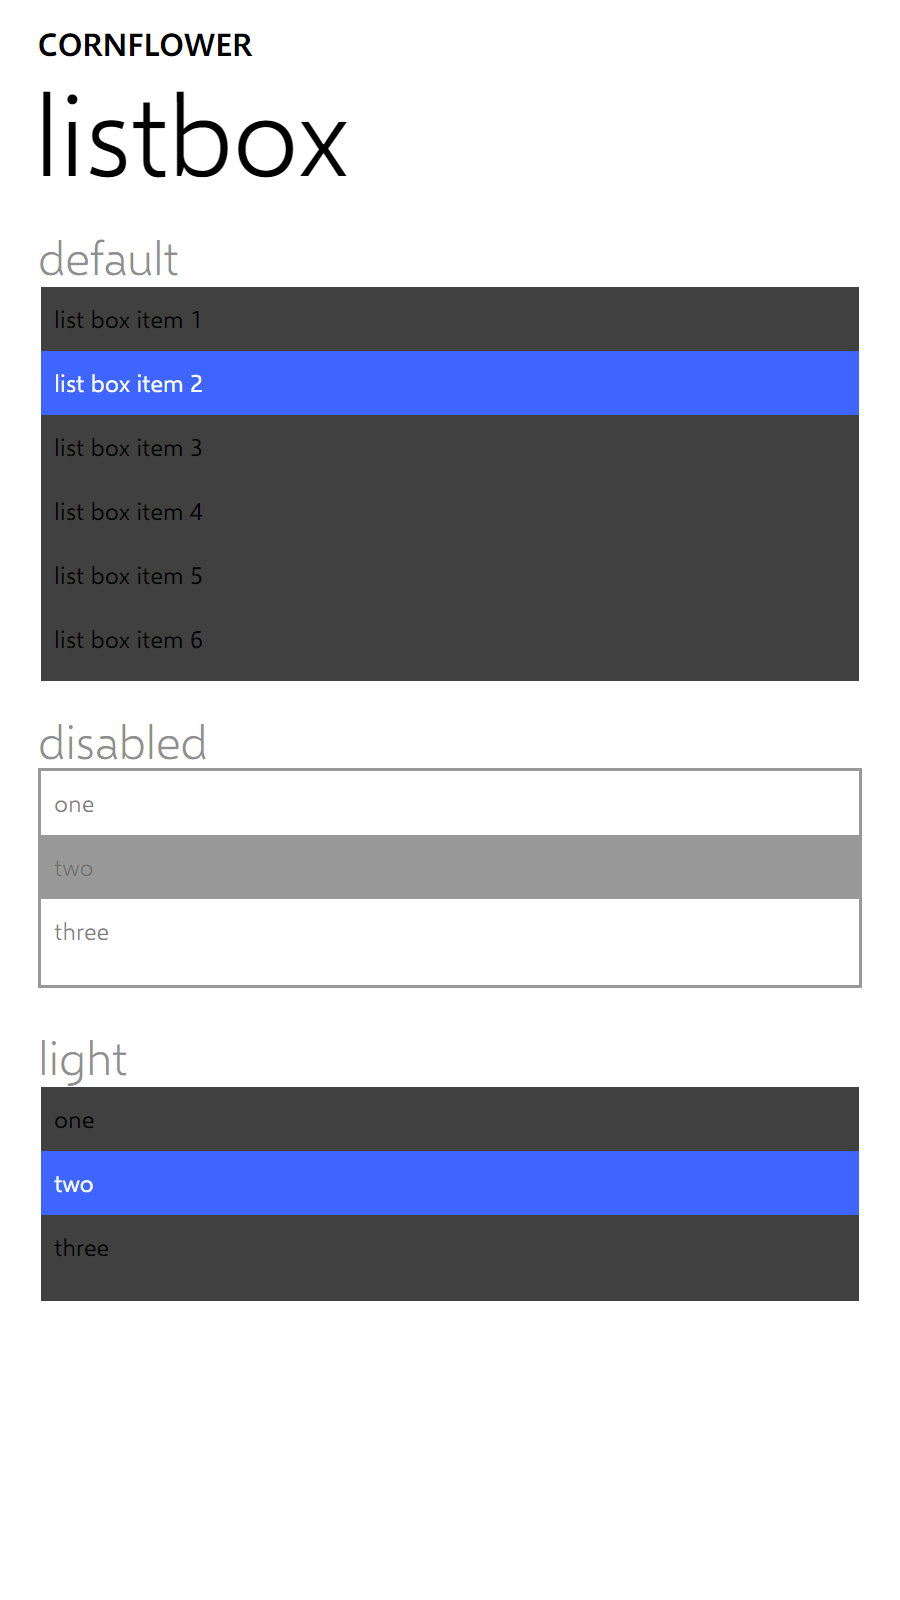 CORNFLOWER
listbox
default
list box item 1
list box item 2
list box item 3
list box item 4
list box item 5
list box item 6
disabled
one
two
three
light
one
two
three